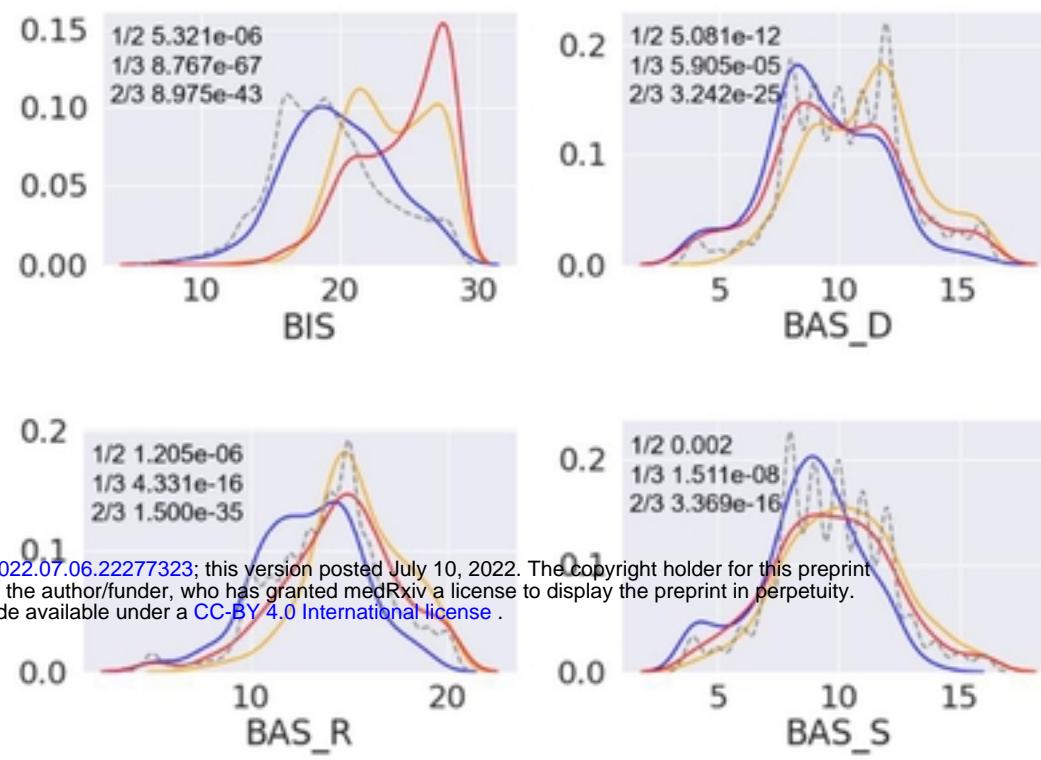 0.15
1/2 5.321e-06
1/3 8.767e-67
2/3 8.975e-43
0.10
0.05
0.00
10 20 30
BIS
0.2
1/2 5.081e-12
1/3 5.905e-05
2/3 3.242e-25
0.1
0.0
5 10 15
BAS_D
0.2
1/2 1.205e-06
1/3 4.331e-16
2/3 1.500e-35
0.1
0.0
10 20
BAS_R
0.2
1/2 0.002
1/3 1.511e-08
2/3 3.369e-16
0.1
0.0
5 10 15
BAS_S
022.07.06.22277323; this version posted July 10, 2022. The copyright holder for this preprint
the author/funder, who has granted medRxiv a license to display the preprint in perpetuity.
de available under a CC-BY 4.0 International license .